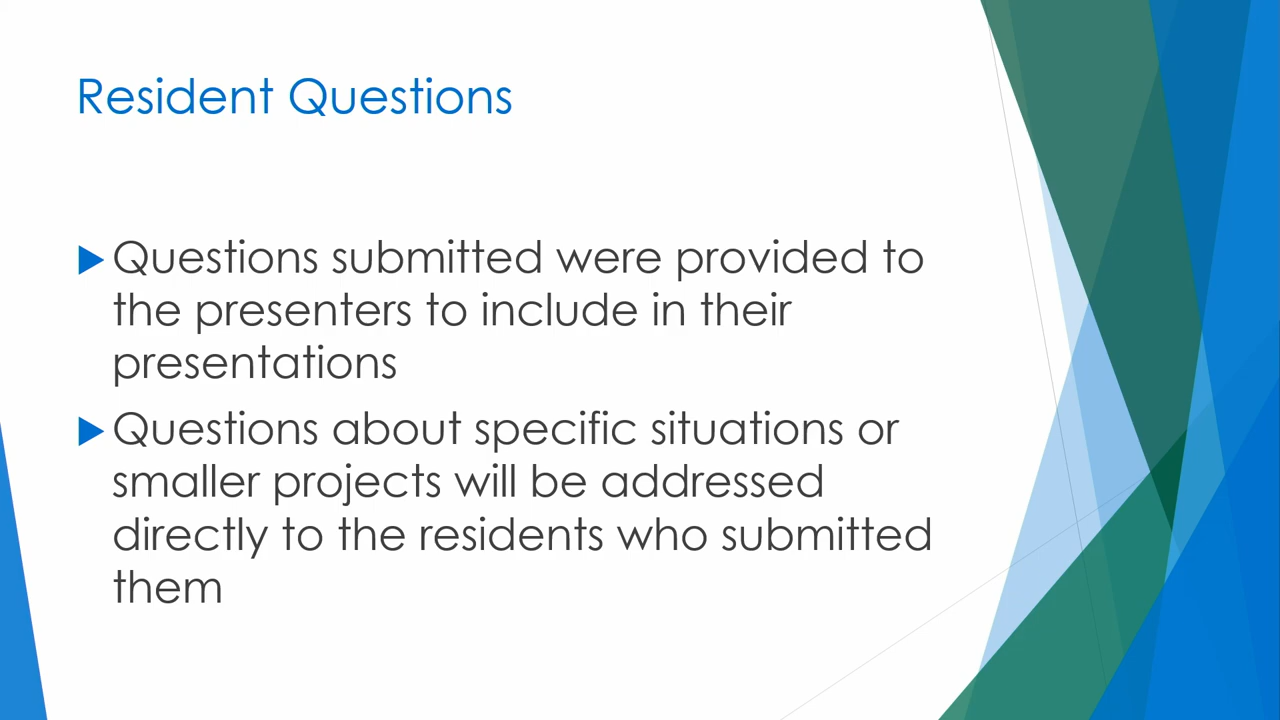 Resident Questions
Questions submitted were provided to
the presenters to include in their
presentations
Questions about specific situations or
smaller projects will be addressed
directly to the residents who submitted
them